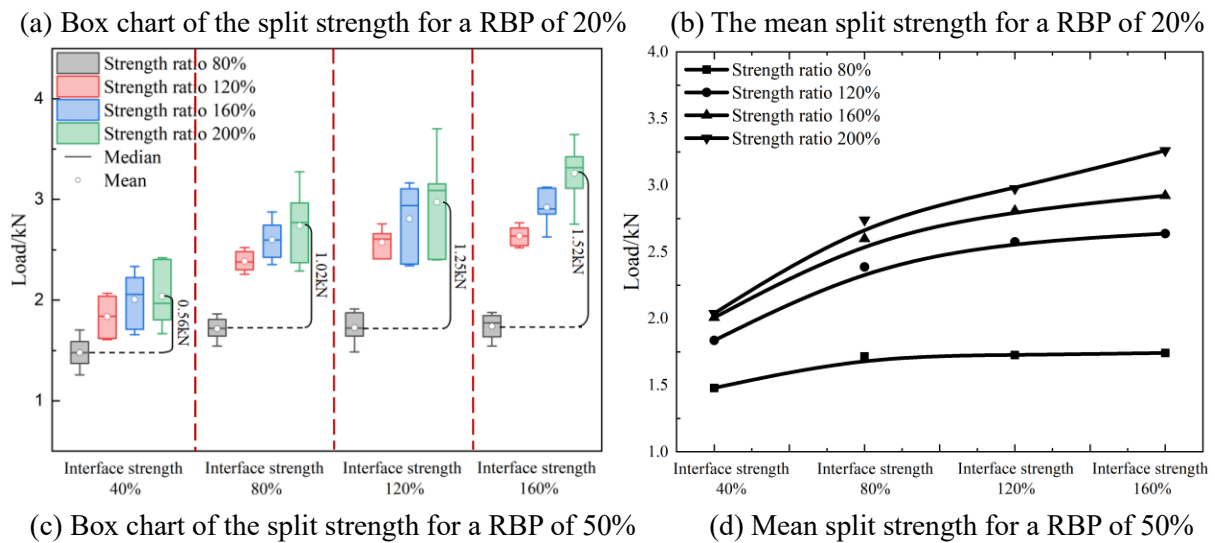 (a) Box chart of the split strength for a RBP of 20%
(b) The mean split strength for a RBP of 20%
4
3
2
1
Load/kN
Strength ratio 80%
Strength ratio 120%
Strength ratio 160%
Strength ratio 200%
Median
Mean
0.56kN
1.02kN
1.25kN
1.52kN
Interface strength
40%
Interface strength
80%
Interface strength
120%
Interface strength
160%
4.0
3.5
3.0
2.5
2.0
1.5
1.0
Load/kN
Strength ratio 80%
Strength ratio 120%
Strength ratio 160%
Strength ratio 200%
Interface strength
40%
Interface strength
80%
Interface strength
120%
Interface strength
160%
(c) Box chart of the split strength for a RBP of 50%
(d) Mean split strength for a RBP of 50%